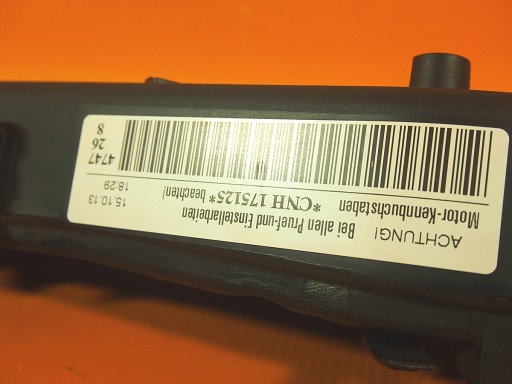 ACHTUNG!
Bei allen Pruef-und Einstellarbeiten
Motor-Kennbuchstaben *CNH 175125* beachten!
15.10.13
18:29
4747
26
8